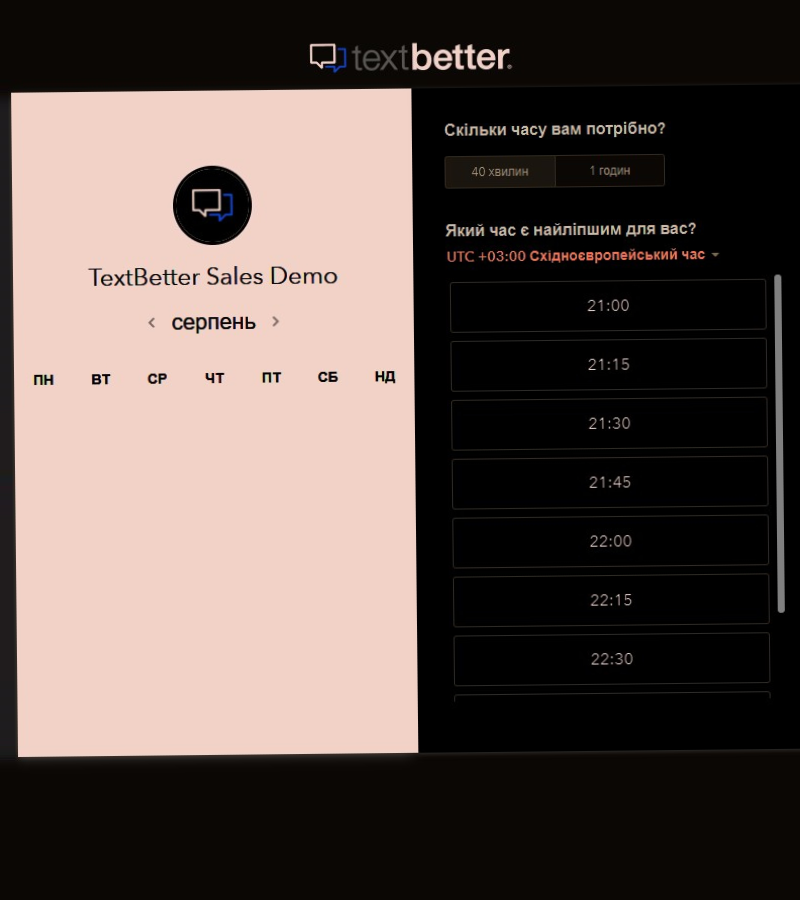 textbetter.
TextBetter Sales Demo
серпень
ПН ВТ СР ЧТ ПТ СБ НД
Скільки часу вам потрібно?
40 хвилин 1 годин
Який час є найліпшим для вас?
UTC +03:00 Східноєвропейський час
21:00
21:15
21:30
21:45
22:00
22:15
22:30